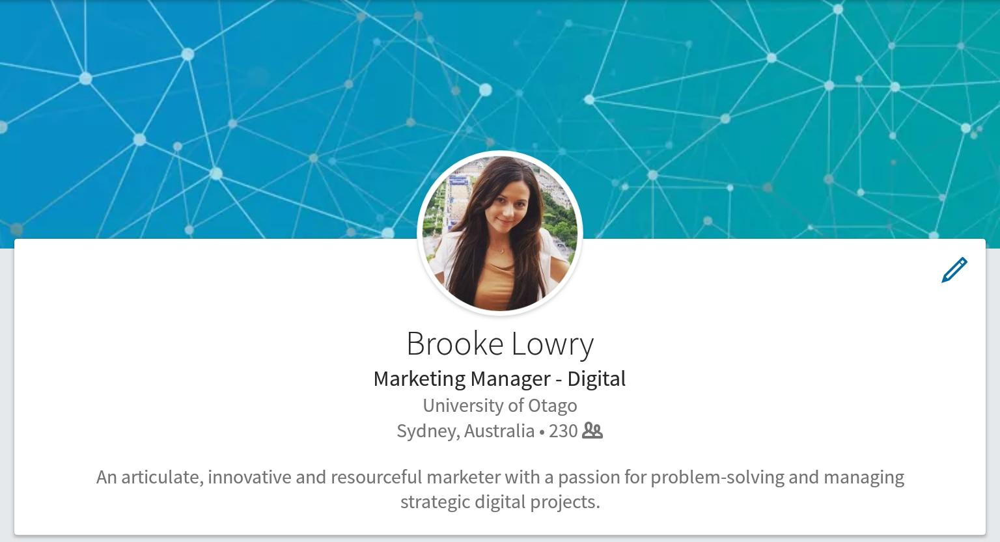 Brooke Lowry
Marketing Manager - Digital
University of Otago
Sydney, Australia • 230
An articulate, innovative and resourceful marketer with a passion for problem-solving and managing
strategic digital projects.